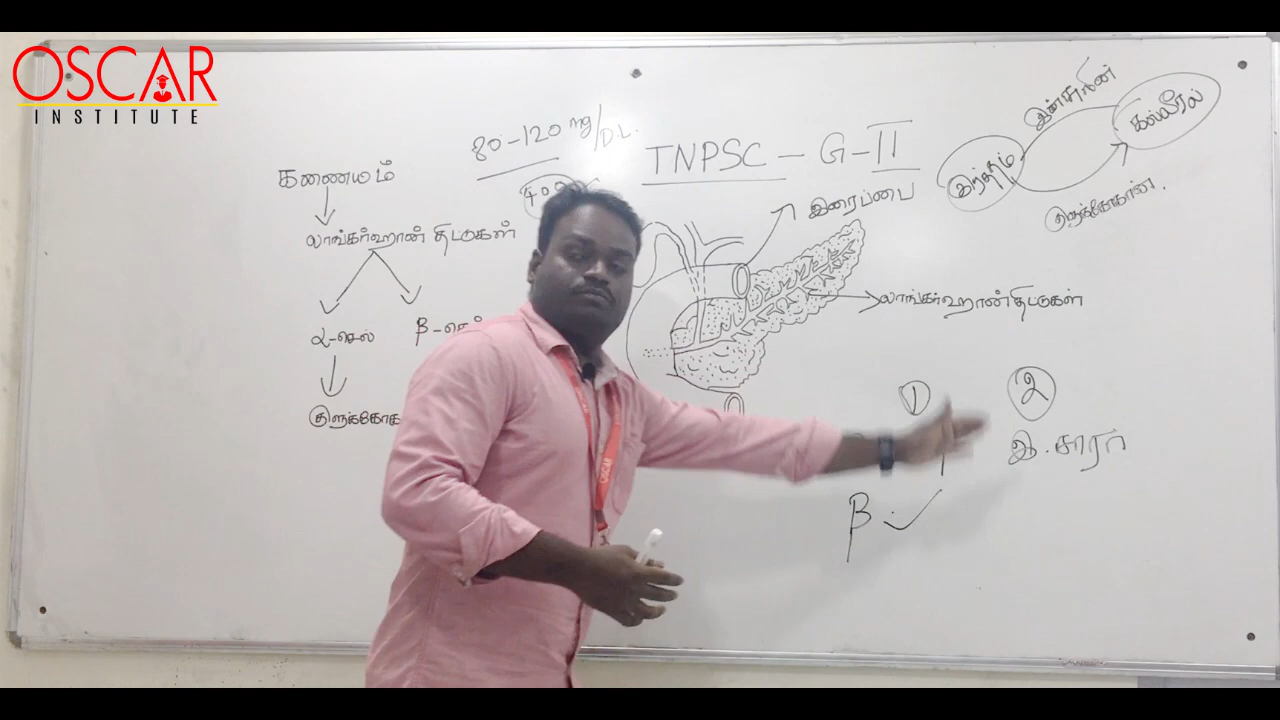 OSCAR
INSTITUTE
80-120 mg/DL.
TNPSC - G-II
இன்சுலின்
கல்லீரல்
இரத்தம்
குளுக்கோகான்.
கணையம்
இரைப்பை
லாங்கர்ஹான் திட்டுகள்
லாங்கர்ஹான் திட்டுகள்
α-செல்
β-செ
குளுக்கோக
1
2
இ. சார்ா
β
OSCAR